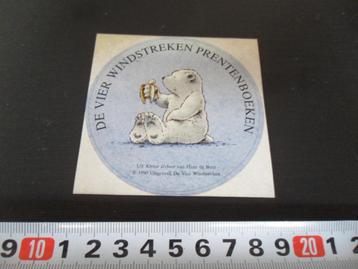 DE VIER WINDSTREKEN PRENTENBOEKEN
Uit Kleine IJsbeer van Hans de Beer
© 1990 Uitgeverij De Vier Windstreken
9 10 1 2 3 4 5 6 7 8 9 20 1